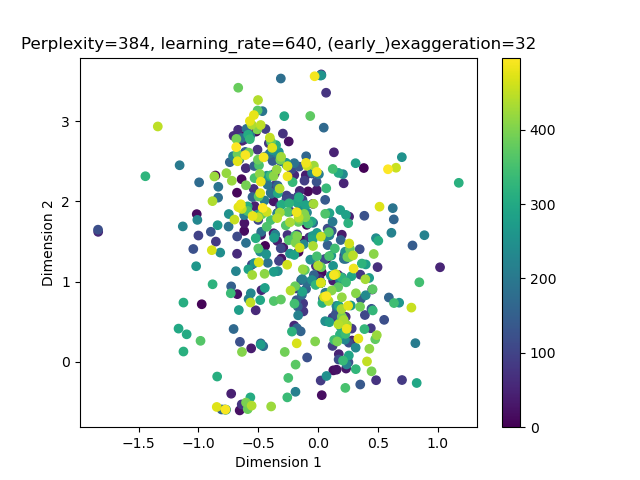 Perplexity=384, learning_rate=640, (early_)exaggeration=32
3
2
1
0
Dimension 2
−1.5 −1.0 −0.5 0.0 0.5 1.0
Dimension 1
400
300
200
100
0